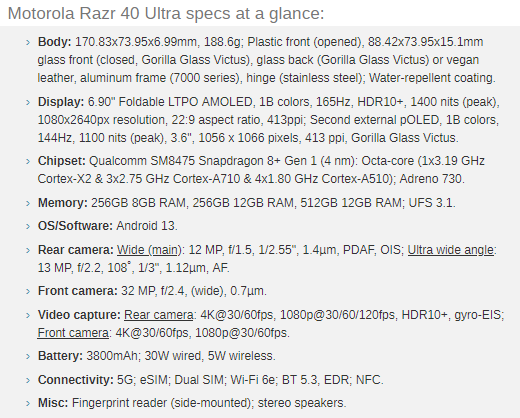 Motorola Razr 40 Ultra specs at a glance:
› Body: 170.83x73.95x6.99mm, 188.6g; Plastic front (opened), 88.42x73.95x15.1mm
glass front (closed, Gorilla Glass Victus), glass back (Gorilla Glass Victus) or vegan
leather, aluminum frame (7000 series), hinge (stainless steel); Water-repellent coating.
› Display: 6.90" Foldable LTPO AMOLED, 1B colors, 165Hz, HDR10+, 1400 nits (peak),
1080x2640px resolution, 22:9 aspect ratio, 413ppi; Second external pOLED, 1B colors,
144Hz, 1100 nits (peak), 3.6", 1056 x 1066 pixels, 413 ppi, Gorilla Glass Victus.
› Chipset: Qualcomm SM8475 Snapdragon 8+ Gen 1 (4 nm): Octa-core (1x3.19 GHz
Cortex-X2 & 3x2.75 GHz Cortex-A710 & 4x1.80 GHz Cortex-A510); Adreno 730.
› Memory: 256GB 8GB RAM, 256GB 12GB RAM, 512GB 12GB RAM; UFS 3.1.
› OS/Software: Android 13.
› Rear camera: Wide (main): 12 MP, f/1.5, 1/2.55", 1.4µm, PDAF, OIS; Ultra wide angle:
13 MP, f/2.2, 108˚, 1/3", 1.12µm, AF.
› Front camera: 32 MP, f/2.4, (wide), 0.7µm.
› Video capture: Rear camera: 4K@30/60fps, 1080p@30/60/120fps, HDR10+, gyro-EIS;
Front camera: 4K@30/60fps, 1080p@30/60fps.
› Battery: 3800mAh; 30W wired, 5W wireless.
› Connectivity: 5G; eSIM; Dual SIM; Wi-Fi 6e; BT 5.3, EDR; NFC.
› Misc: Fingerprint reader (side-mounted); stereo speakers.